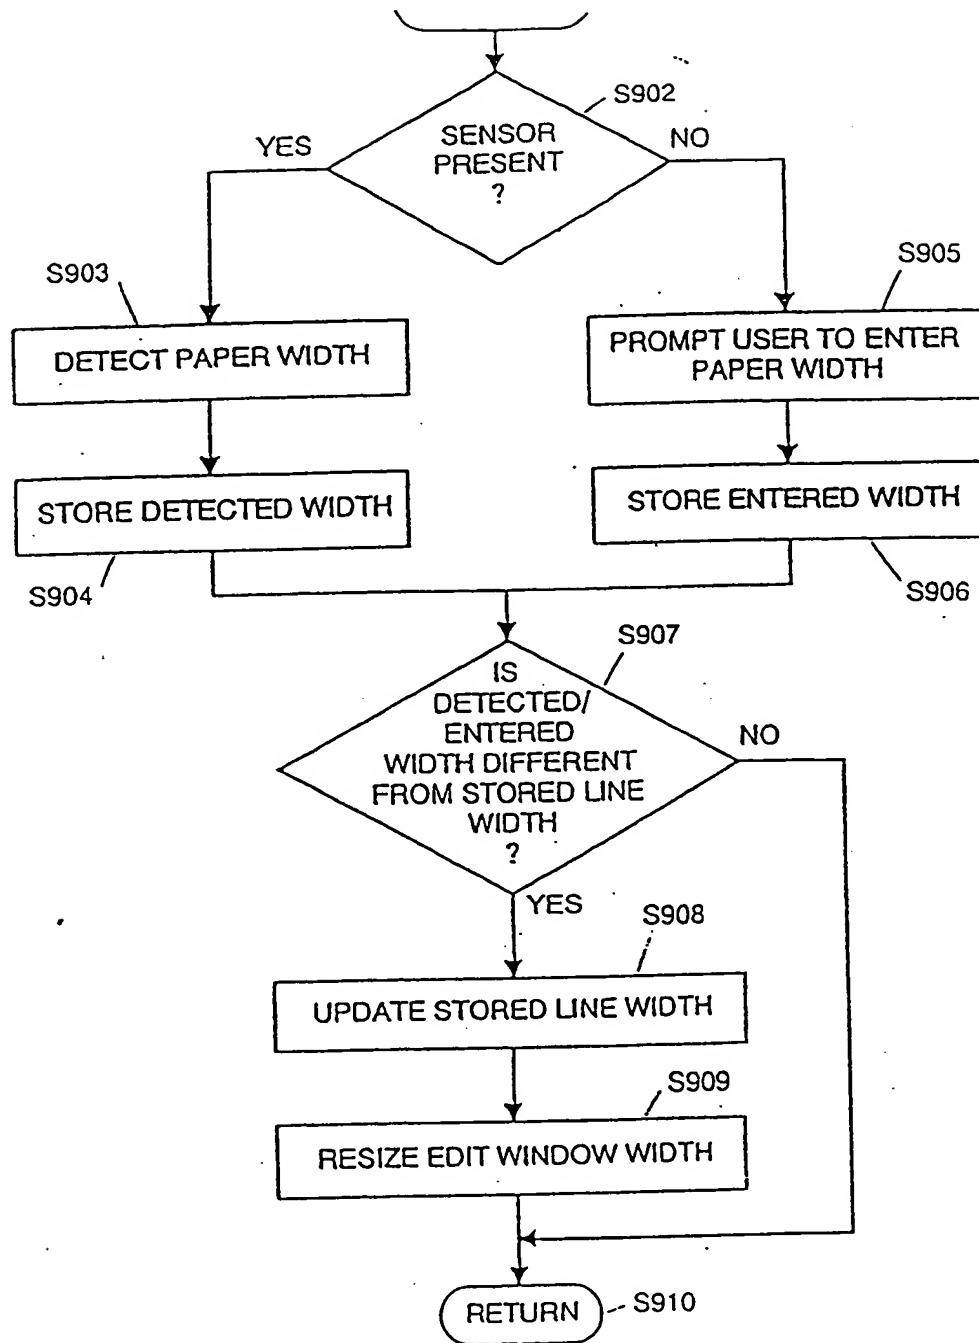 S902
SENSOR
PRESENT
?
YES
NO
S903
S905
DETECT PAPER WIDTH
PROMPT USER TO ENTER
PAPER WIDTH
STORE DETECTED WIDTH
STORE ENTERED WIDTH
S904
S906
S907
IS
DETECTED/
ENTERED
WIDTH DIFFERENT
FROM STORED LINE
WIDTH
?
NO
YES
S908
UPDATE STORED LINE WIDTH
S909
RESIZE EDIT WINDOW WIDTH
RETURN
S910